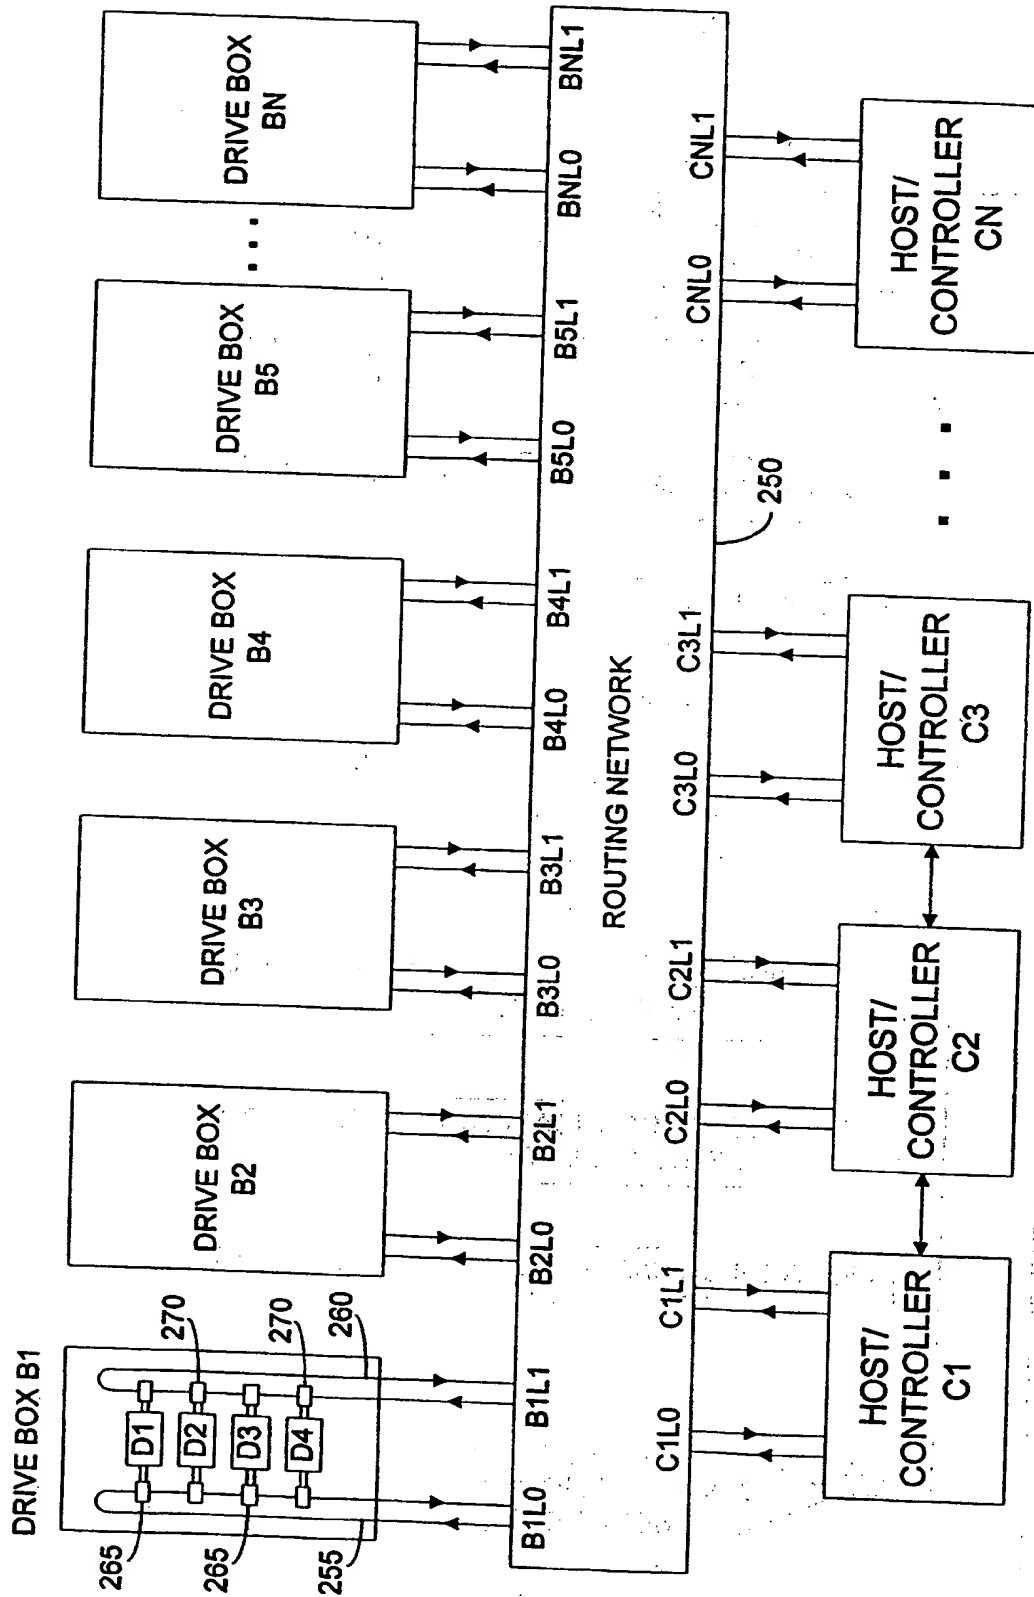 DRIVE BOX B1
D1
D2
D3
D4
265
265
255
270
270
260
DRIVE BOX
B2
DRIVE BOX
B3
DRIVE BOX
B4
DRIVE BOX
B5
DRIVE BOX
BN
B1L0
B1L1
B2L0
B2L1
B3L0
B3L1
B4L0
B4L1
B5L0
B5L1
BNL0
BNL1
ROUTING NETWORK
250
C1L0
C1L1
C2L0
C2L1
C3L0
C3L1
CNL0
CNL1
HOST/
CONTROLLER
C1
HOST/
CONTROLLER
C2
HOST/
CONTROLLER
C3
HOST/
CONTROLLER
CN